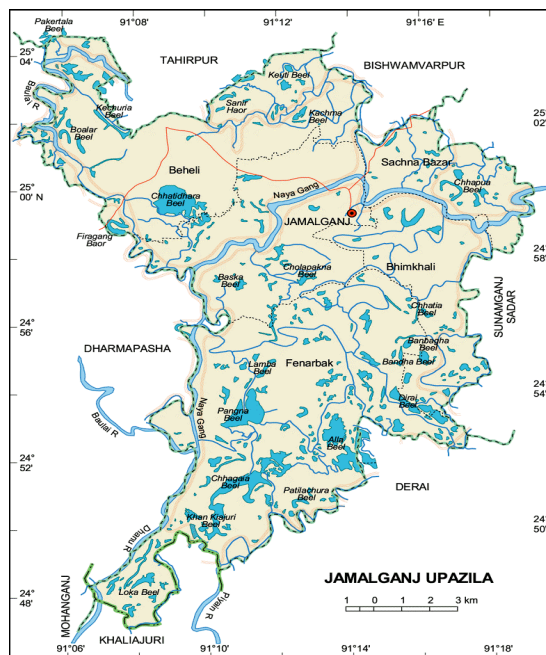 91°08'
91°12'
91°16' E
Pakertala
Beel
25°
04'
TAHIRPUR
Keluti Beel
BISHWAMVARPUR
Baulai R
Sanir
Haor
Kechuria
Beel
Kachma
Beel
25°
02'
Boalar
Beel
Beheli
Sachna Bazar
Chhapua
Beel
25°
00' N
Chhatidhara
Beel
Naya Gang
JAMALGANJ
Firagang
Baor
Bhimkhali
24°
58'
Baska
Beel
Cholapakna
Beel
SUNAMGANJ
SADAR
Chhatia
Beel
24°
56'
Banbagha
Beel
DHARMAPASHA
Fenarbak
Bandha Beel
Lamba
Beel
24°
54'
Naya Gang
Dirai
Beel
Pangna
Beel
Baulai R
Alla
Beel
24°
52'
Chhagala
Beel
DERAI
Patilachura
Beel
Khan Krajuri
Beel
24°
50'
Dhanu R
JAMALGANJ UPAZILA
Loka Beel
24°
48'
1 0 1 2 3 km
MOHANGANJ
Piyain R
KHALIAJURI
91°06'
91°10'
91°14'